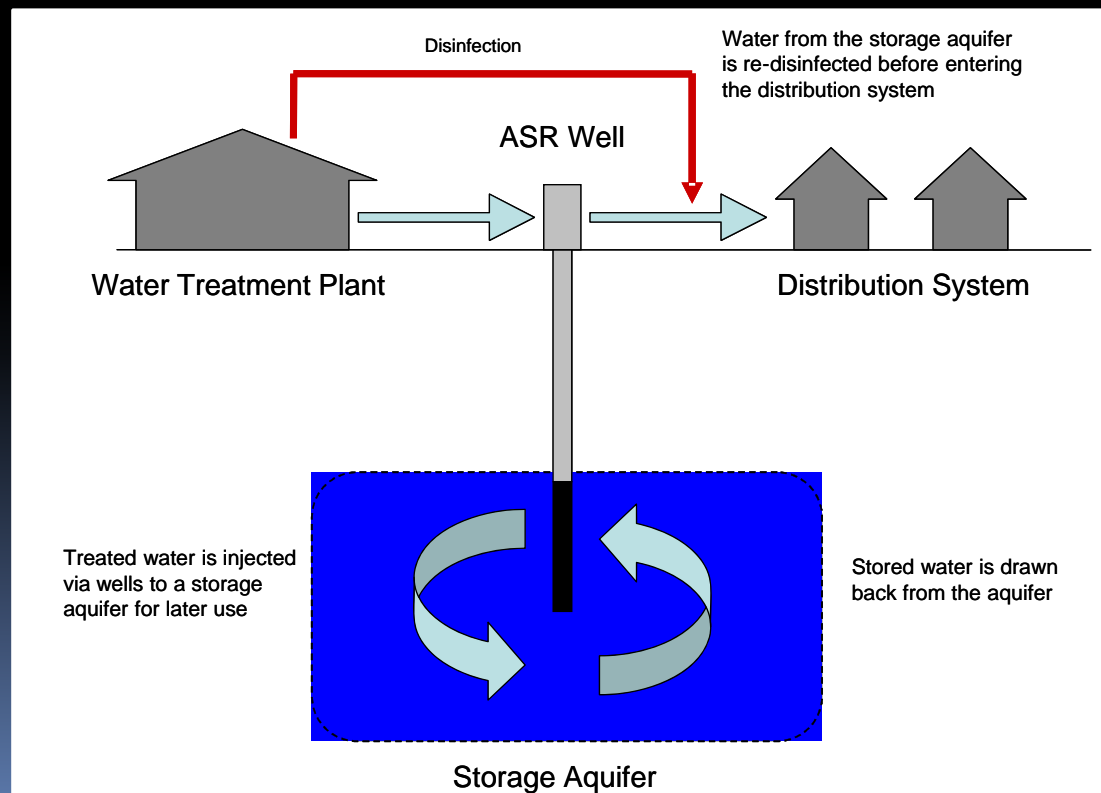 Disinfection
Water from the storage aquifer
is re-disinfected before entering
the distribution system
ASR Well
Water Treatment Plant
Distribution System
Treated water is injected
via wells to a storage
aquifer for later use
Stored water is drawn
back from the aquifer
Storage Aquifer